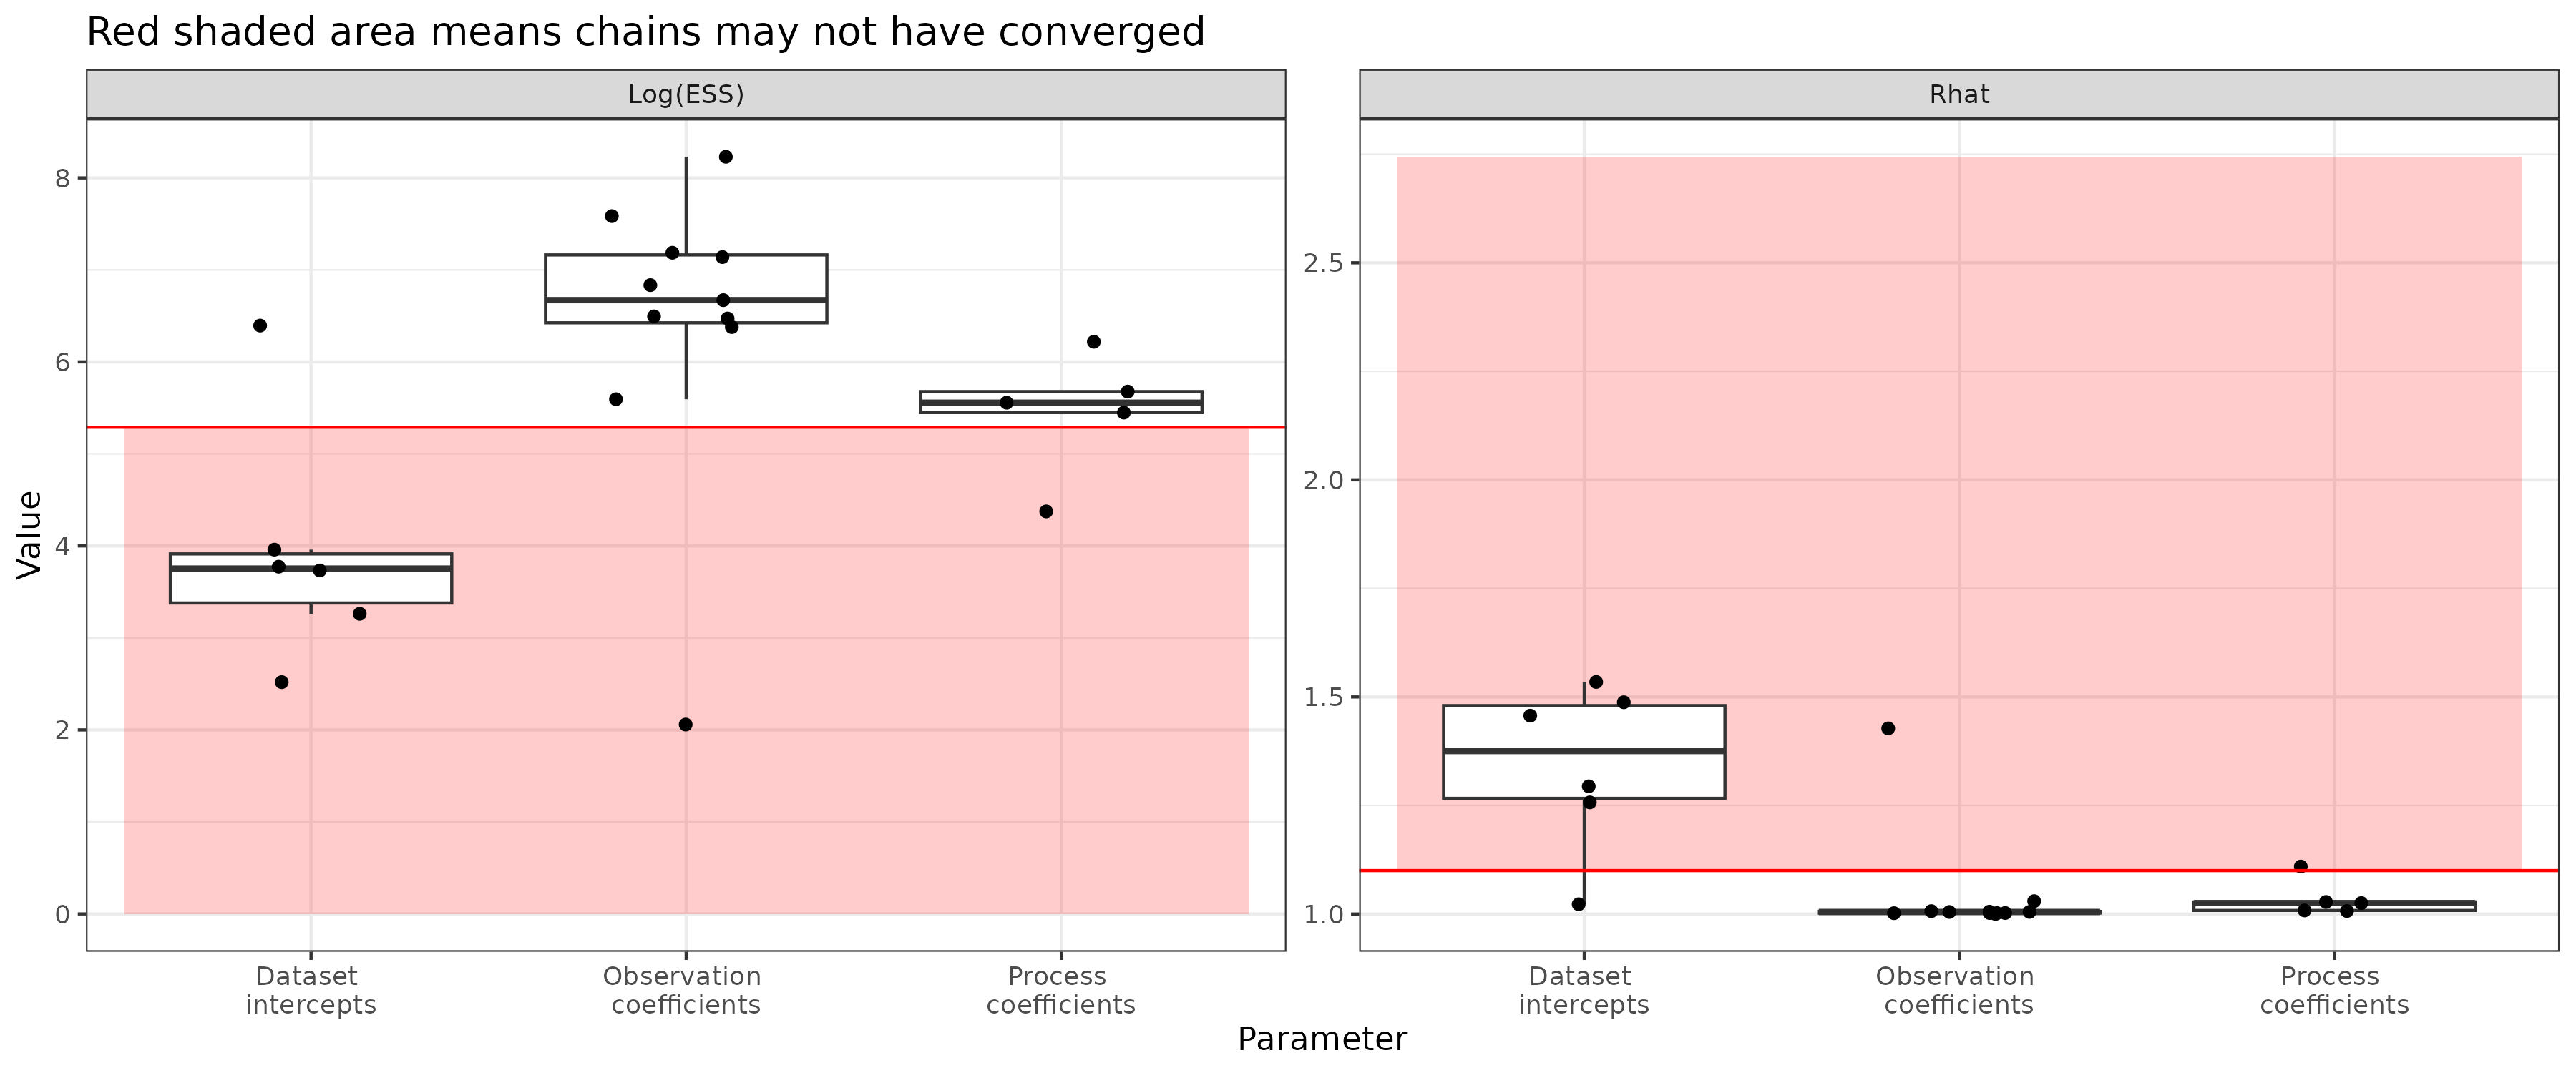 Red shaded area means chains may not have converged
Log(ESS)
Rhat
Value
8
6
4
2
0
2.5
2.0
1.5
1.0
Dataset
intercepts
Observation
coefficients
Process
coefficients
Dataset
intercepts
Observation
coefficients
Process
coefficients
Parameter